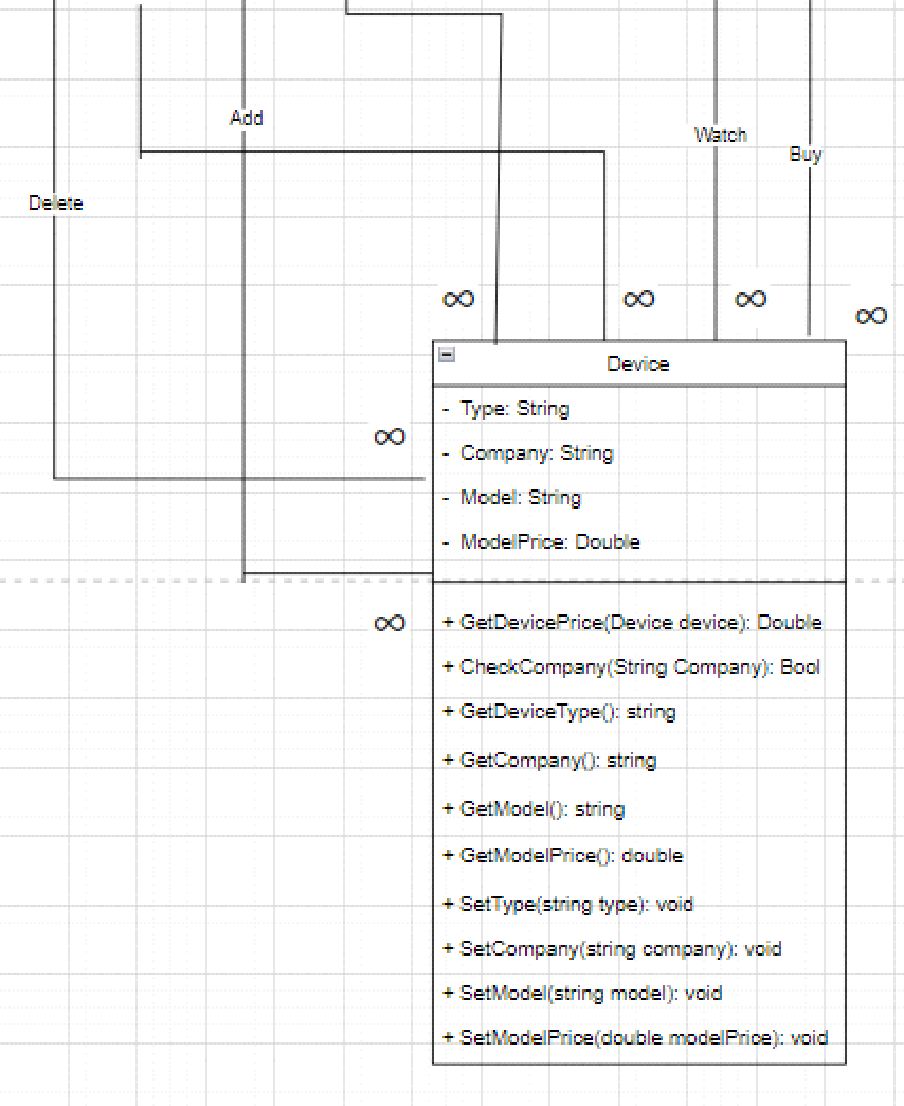 Add
Watch
Buy
Delete
∞ ∞ ∞ ∞
Device
∞
- Type: String
- Company: String
- Model: String
- ModelPrice: Double
∞
+ GetDevicePrice(Device device): Double
+ CheckCompany(String Company): Bool
+ GetDeviceType(): string
+ GetCompany(): string
+ GetModel(): string
+ GetModelPrice(): double
+ SetType(string type): void
+ SetCompany(string company): void
+ SetModel(string model): void
+ SetModelPrice(double modelPrice): void